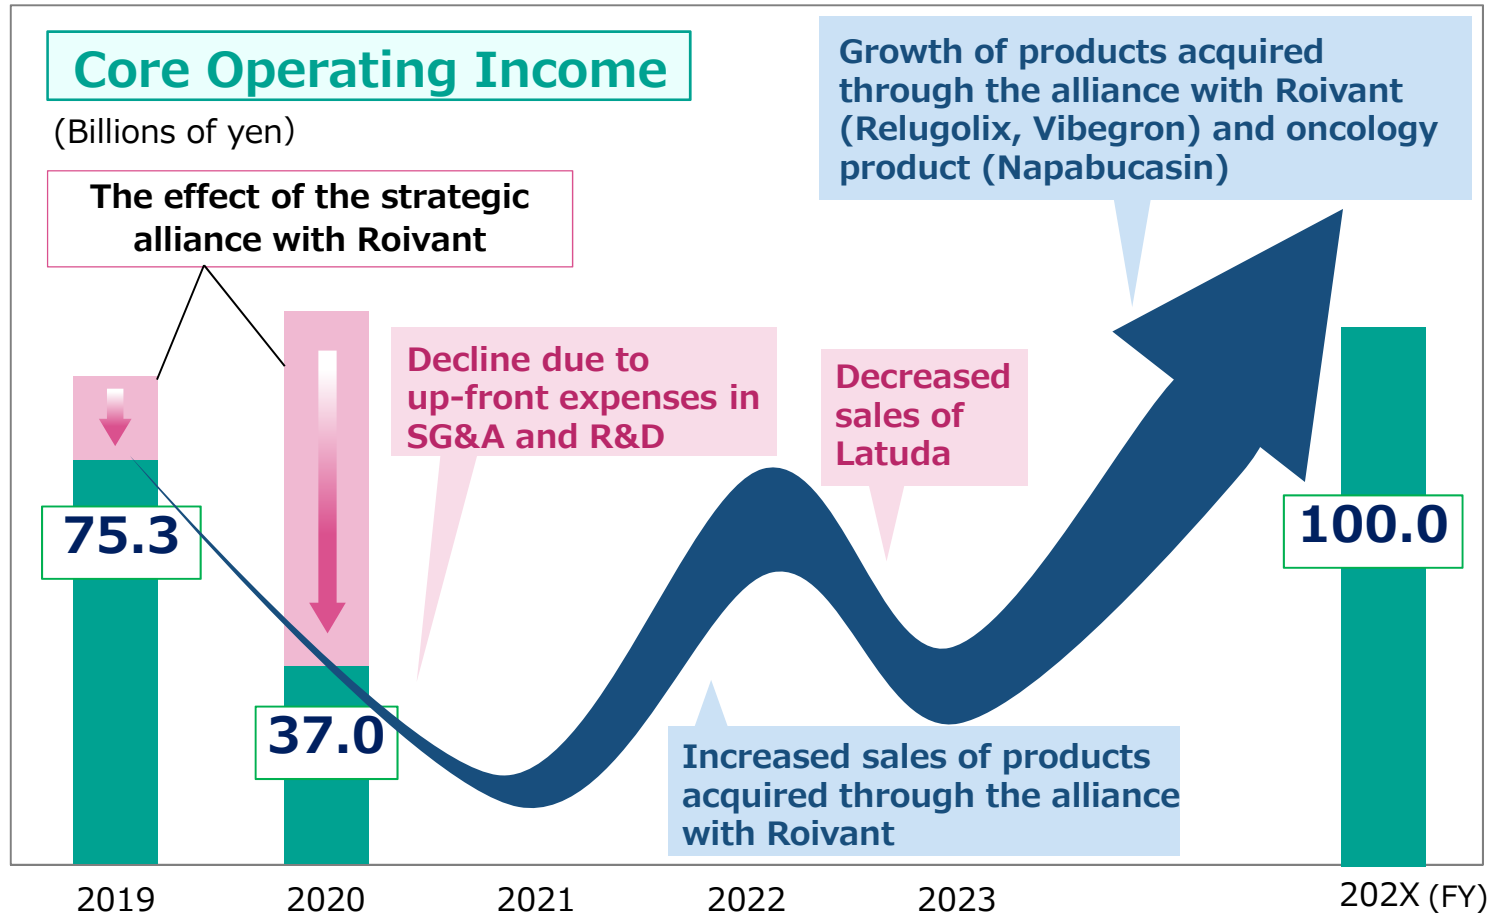 Core Operating Income
(Billions of yen)
The effect of the strategic
alliance with Roivant
Growth of products acquired
through the alliance with Roivant
(Relugolix, Vibegron) and oncology
product (Napabucasin)
Decline due to
up-front expenses in
SG&A and R&D
Decreased
sales of
Latuda
75.3
37.0
100.0
Increased sales of products
acquired through the alliance
with Roivant
2019 2020 2021 2022 2023 202X (FY)